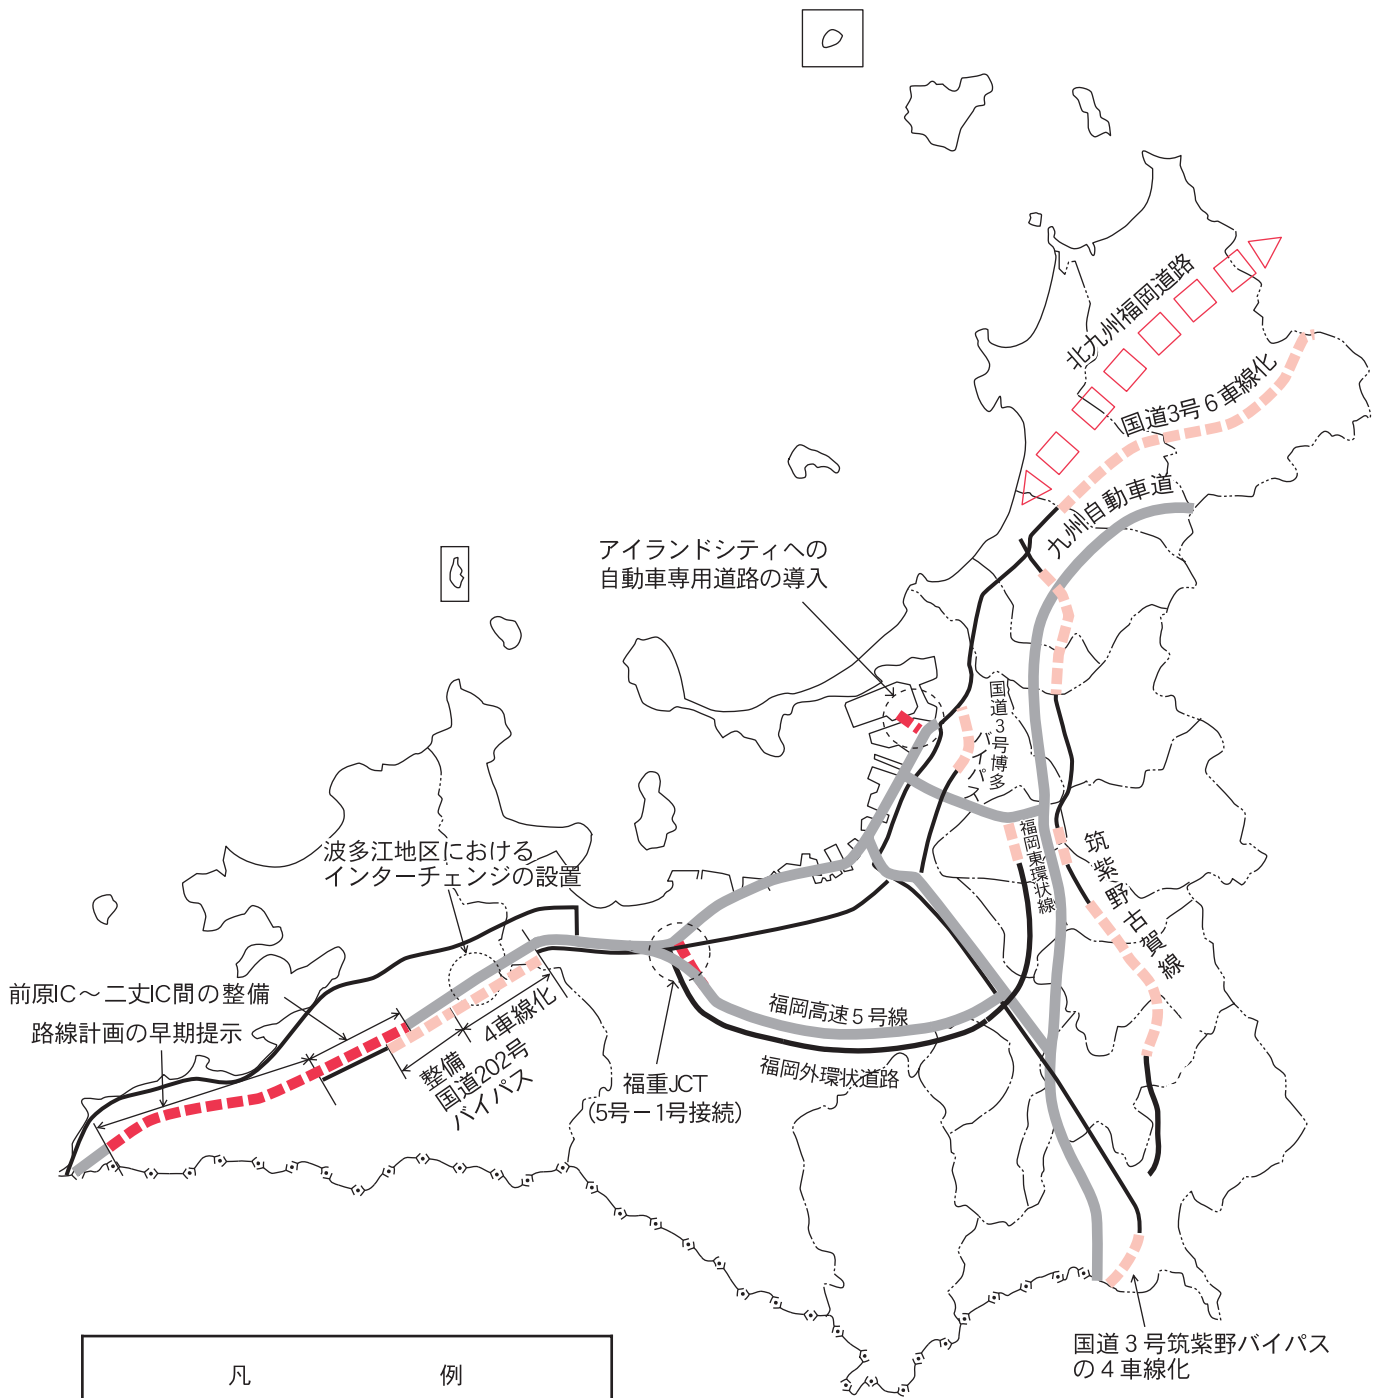 北九州福岡道路
国道3号6車線化
九州自動車道
アイランドシティへの
自動車専用道路の導入
国道3号博多
バイパス
福岡東環状線
筑紫野古賀線
波多江地区における
インターチェンジの設置
前原IC～二丈IC間の整備
路線計画の早期提示
整備 4車線化
国道202号
バイパス
福重JCT
(5号－1号接続)
福岡高速5号線
福岡外環状道路
国道3号筑紫野バイパス
の4車線化
凡 例